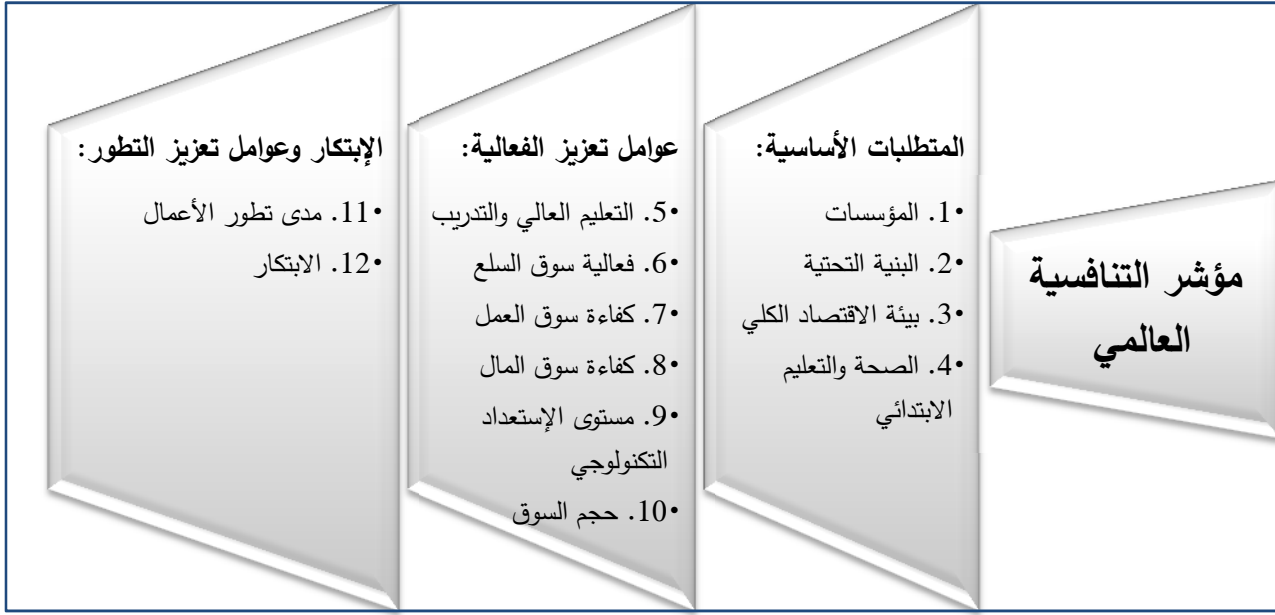 مؤشر التنافسية
العالمي
المتطلبات الأساسية:
•1. المؤسسات
•2. البنية التحتية
•3. بيئة الاقتصاد الكلي
•4. الصحة والتعليم
الابتدائي
عوامل تعزيز الفعالية:
•5. التعليم العالي والتدريب
•6. فعالية سوق السلع
•7. كفاءة سوق العمل
•8. كفاءة سوق المال
•9. مستوى الإستعداد
التكنولوجي
•10. حجم السوق
الإبتكار وعوامل تعزيز التطور:
•11. مدى تطور الأعمال
•12. الابتكار